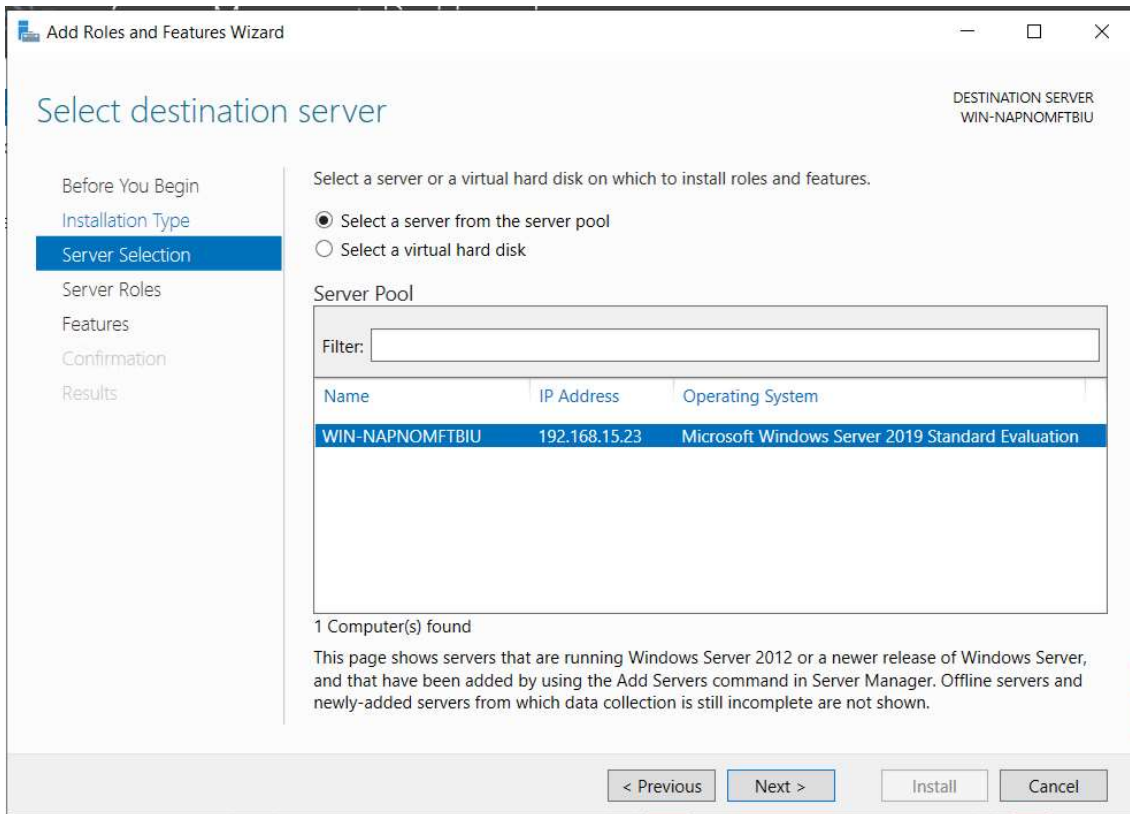 Add Roles and Features Wizard
Select destination server
DESTINATION SERVER
WIN-NAPNOMFTBIU
Before You Begin
Installation Type
Server Selection
Server Roles
Features
Confirmation
Results
Select a server or a virtual hard disk on which to install roles and features.
Select a server from the server pool
Select a virtual hard disk
Server Pool
Filter:
Name IP Address Operating System
WIN-NAPNOMFTBIU 192.168.15.23 Microsoft Windows Server 2019 Standard Evaluation
1 Computer(s) found
This page shows servers that are running Windows Server 2012 or a newer release of Windows Server,
and that have been added by using the Add Servers command in Server Manager. Offline servers and
newly-added servers from which data collection is still incomplete are not shown.
< Previous Next > Install Cancel